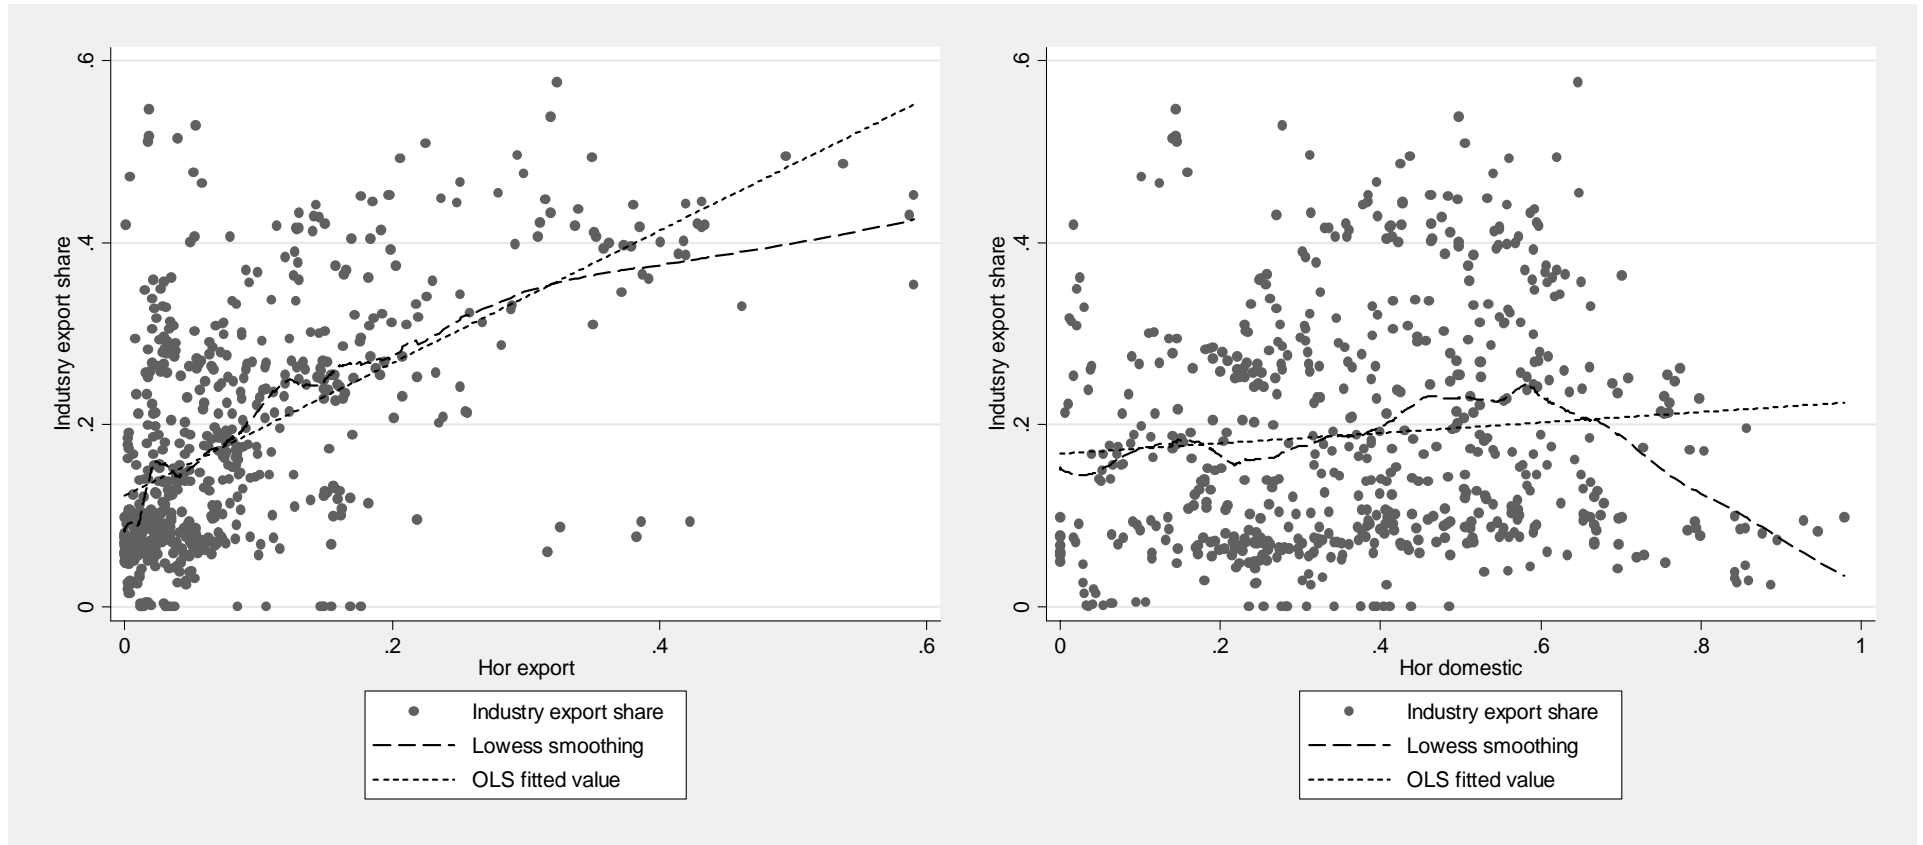 .6
.4
.2
0
Indutsry export share
0 .2 .4 .6
Hor export
Industry export share
Lowess smoothing
OLS fitted value
.6
.4
.2
0
Indutsry export share
0 .2 .4 .6 .8 1
Hor domestic
Industry export share
Lowess smoothing
OLS fitted value